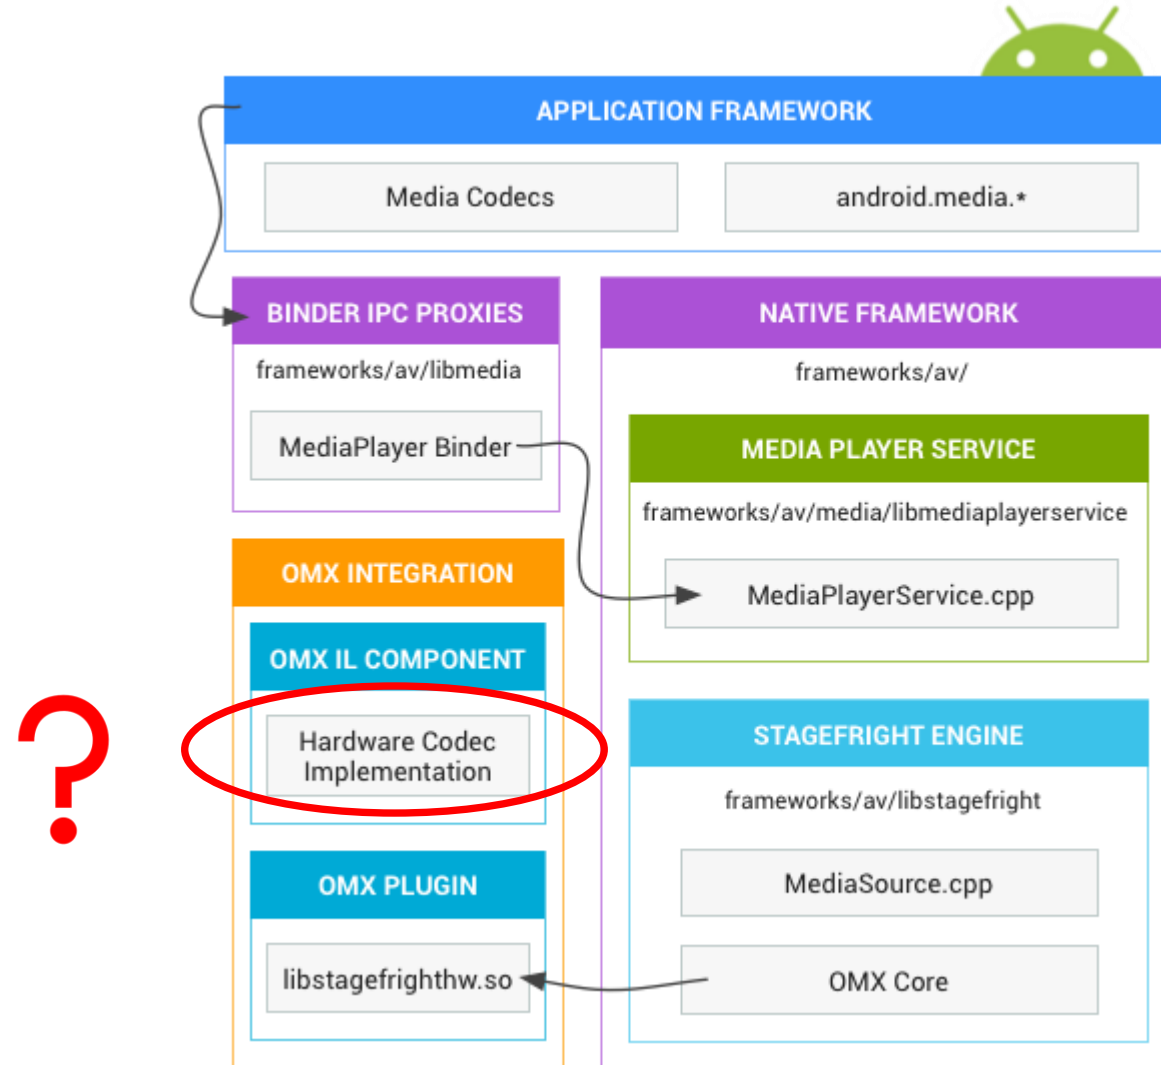 APPLICATION FRAMEWORK
Media Codecs
android.media.*
BINDER IPC PROXIES
frameworks/av/libmedia
MediaPlayer Binder
NATIVE FRAMEWORK
frameworks/av/
MEDIA PLAYER SERVICE
frameworks/av/media/libmediaplayerservice
MediaPlayerService.cpp
OMX INTEGRATION
OMX IL COMPONENT
Hardware Codec
Implementation
?
OMX PLUGIN
libstagefrighthw.so
STAGEFRIGHT ENGINE
frameworks/av/libstagefright
MediaSource.cpp
OMX Core